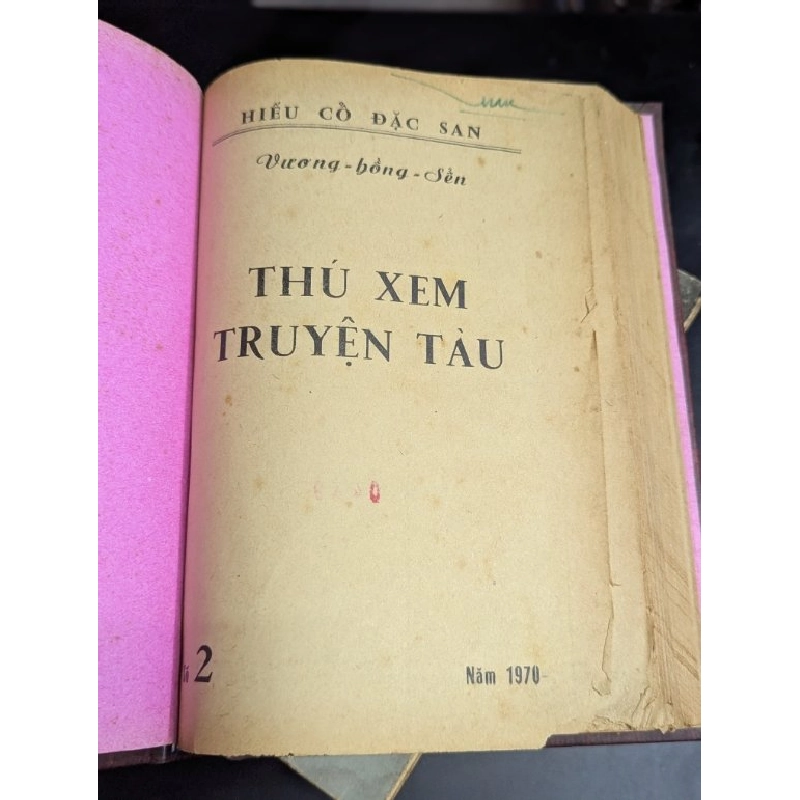 HIẾU CỔ ĐẶC SAN
Vương-hồng-Sển
THÚ XEM
TRUYỆN TÀU
2
Năm 1970